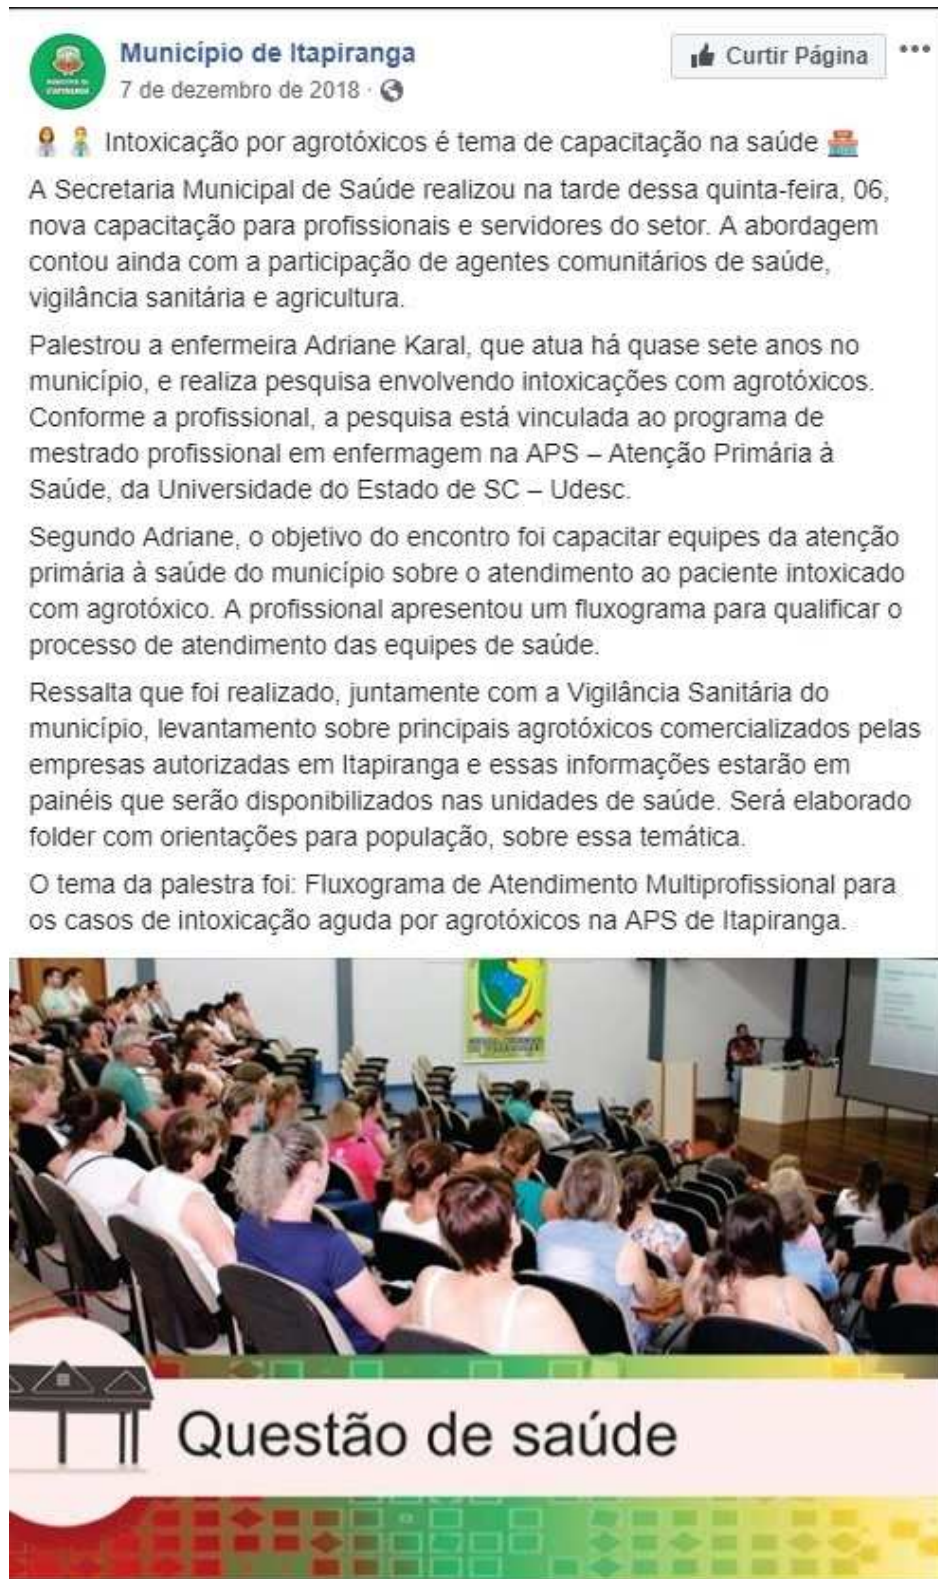 Município de Itapiranga
Curtir Página
7 de dezembro de 2018
Intoxicação por agrotóxicos é tema de capacitação na saúde
A Secretaria Municipal de Saúde realizou na tarde dessa quinta-feira, 06,
nova capacitação para profissionais e servidores do setor. A abordagem
contou ainda com a participação de agentes comunitários de saúde,
vigilância sanitária e agricultura.
Palestrou a enfermeira Adriane Karal, que atua há quase sete anos no
município, e realiza pesquisa envolvendo intoxicações com agrotóxicos.
Conforme a profissional, a pesquisa está vinculada ao programa de
mestrado profissional em enfermagem na APS – Atenção Primária à
Saúde, da Universidade do Estado de SC – Udesc.
Segundo Adriane, o objetivo do encontro foi capacitar equipes da atenção
primária à saúde do município sobre o atendimento ao paciente intoxicado
com agrotóxico. A profissional apresentou um fluxograma para qualificar o
processo de atendimento das equipes de saúde.
Ressalta que foi realizado, juntamente com a Vigilância Sanitária do
município, levantamento sobre principais agrotóxicos comercializados pelas
empresas autorizadas em Itapiranga e essas informações estarão em
painéis que serão disponibilizados nas unidades de saúde. Será elaborado
folder com orientações para população, sobre essa temática.
O tema da palestra foi: Fluxograma de Atendimento Multiprofissional para
os casos de intoxicação aguda por agrotóxicos na APS de Itapiranga.
Questão de saúde